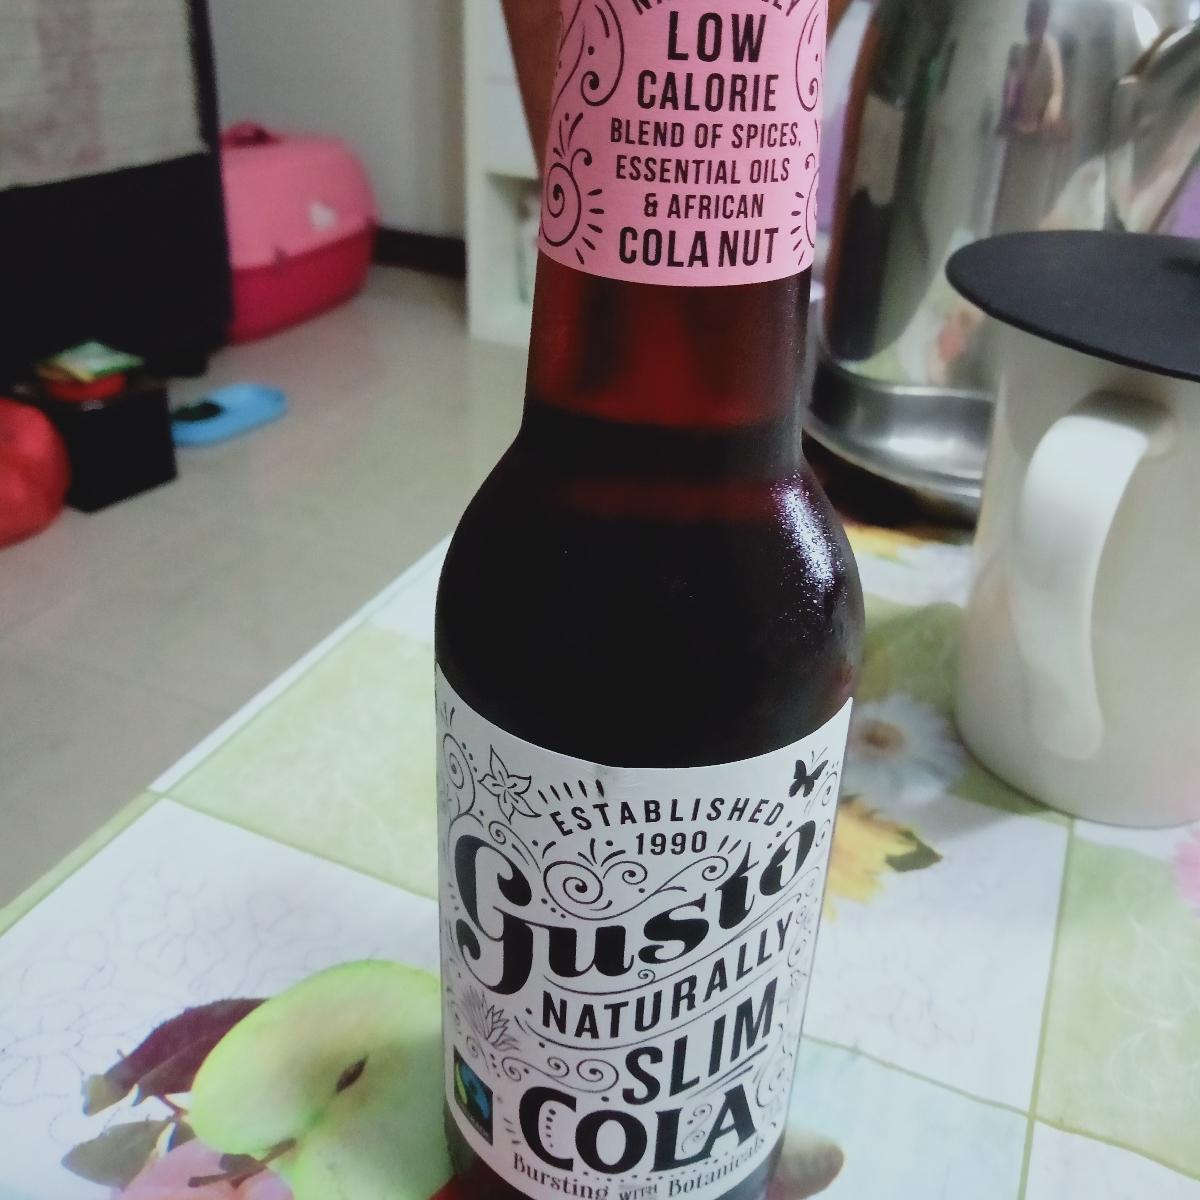 NATURALLY
LOW
CALORIE
BLEND OF SPICES,
ESSENTIAL OILS
& AFRICAN
COLA NUT
ESTABLISHED
1990
Gusto
NATURALLY
SLIM
COLA
Bursting WITH Botanicals